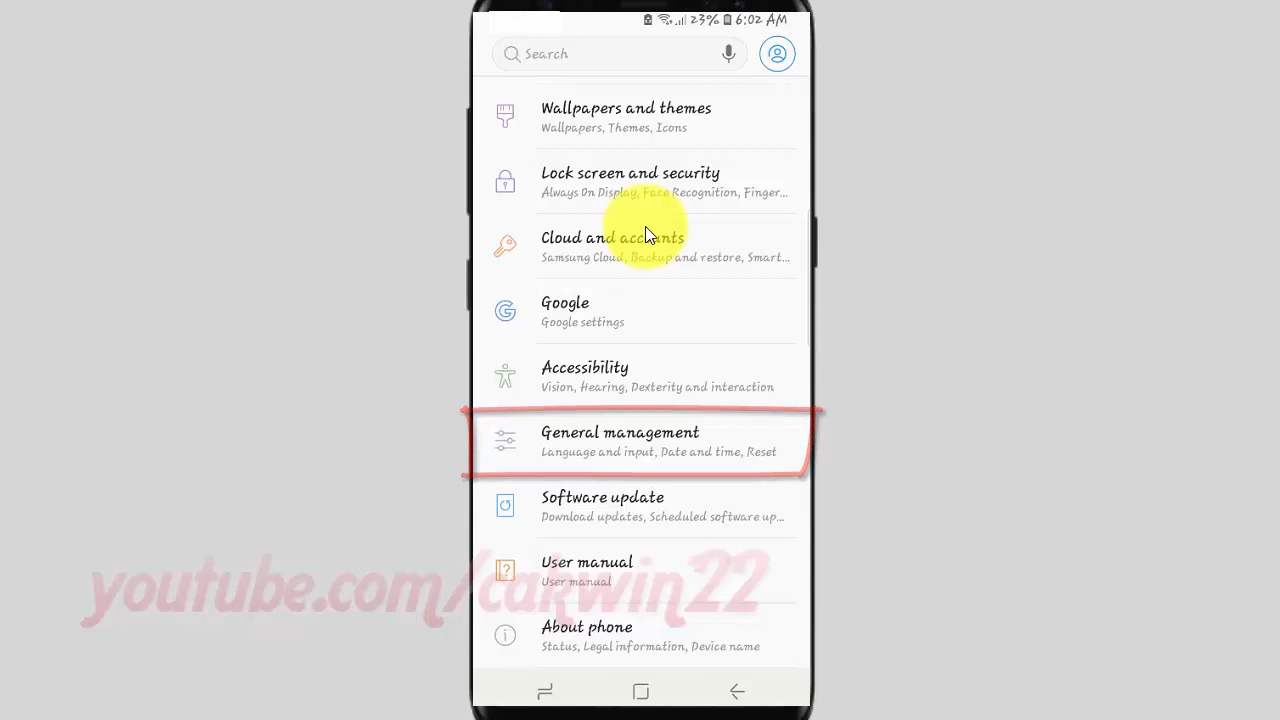 23% 6:02 AM
Search
Wallpapers and themes
Wallpapers, Themes, Icons
Lock screen and security
Always On Display, Face Recognition, Finger...
Cloud and accounts
Samsung Cloud, Backup and restore, Smart...
Google
Google settings
Accessibility
Vision, Hearing, Dexterity and interaction
General management
Language and input, Date and time, Reset
Software update
Download updates, Scheduled software up...
User manual
User manual
youtube.com/cakwin22
About phone
Status, Legal information, Device name